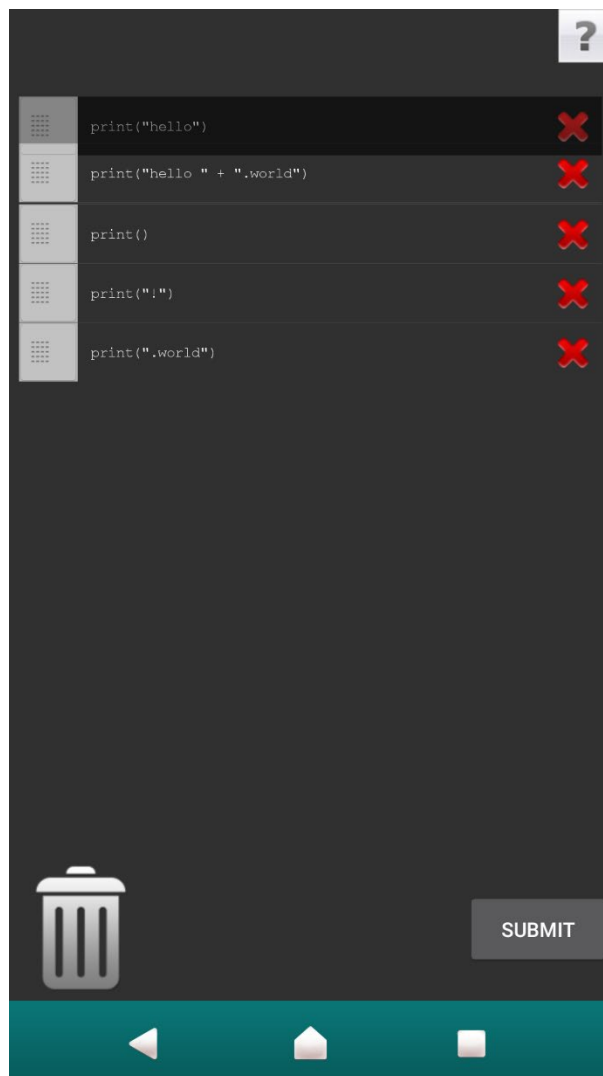 ?
print("hello")
print("hello " + ".world")
print()
print("!")
print(".world")
SUBMIT